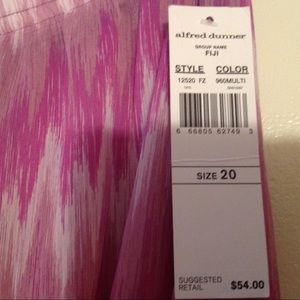 alfred dunner
GROUP NAME
FIJI
STYLE COLOR
12520 FZ 960MULTI
6 66805 62749 3
SIZE 20
SUGGESTED
RETAIL $54.00